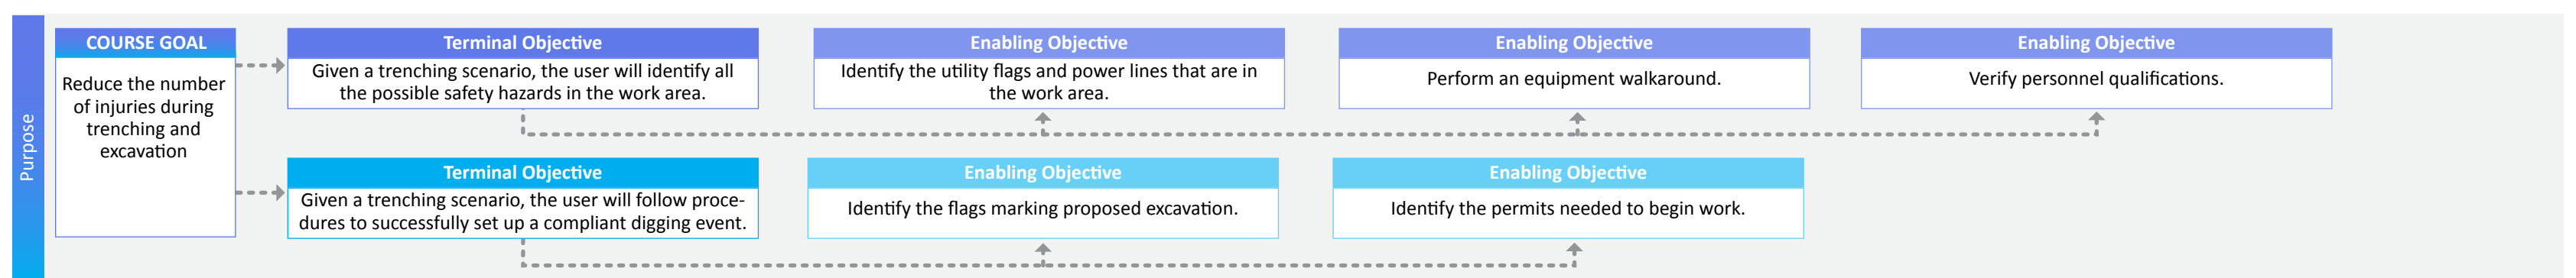 Purpose
COURSE GOAL
Reduce the number
of injuries during
trenching and
excavation
Terminal Objective
Given a trenching scenario, the user will identify all
the possible safety hazards in the work area.
Enabling Objective
Identify the utility flags and power lines that are in
the work area.
Enabling Objective
Perform an equipment walkaround.
Enabling Objective
Verify personnel qualifications.
Terminal Objective
Given a trenching scenario, the user will follow proce-
dures to successfully set up a compliant digging event.
Enabling Objective
Identify the flags marking proposed excavation.
Enabling Objective
Identify the permits needed to begin work.